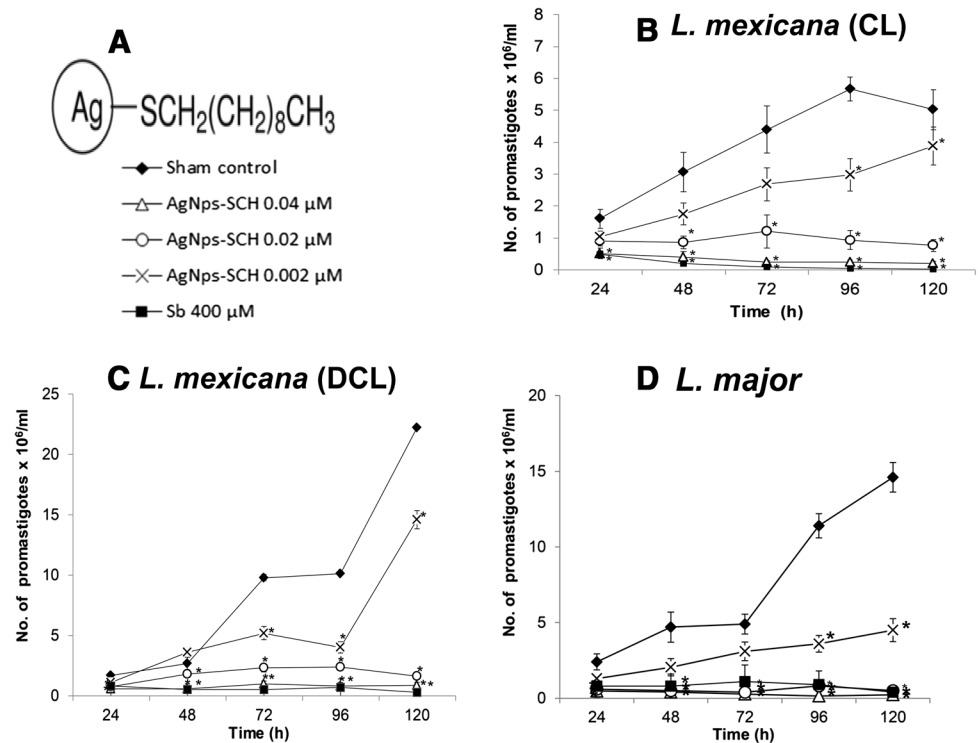 A
Ag
SCH2(CH2)8CH3
Sham control
AgNps-SCH 0.04 µM
AgNps-SCH 0.02 µM
AgNps-SCH 0.002 µM
Sb 400 µM
B L. mexicana (CL)
No. of promastigotes x 10⁶/ml
8
7
6
5
4
3
2
1
0
24 48 72 96 120
Time (h)
C L. mexicana (DCL)
No. of promastigotes x 10⁶/ml
25
20
15
10
5
0
24 48 72 96 120
Time (h)
D L. major
No. of promastigotes x 10⁶/ml
20
15
10
5
0
24 48 72 96 120
Time (h)